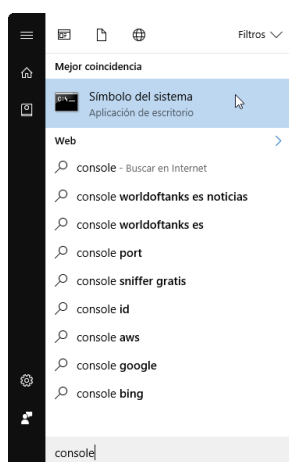 Filtros
Mejor coincidencia
Símbolo del sistema
Aplicación de escritorio
Web
console - Buscar en Internet
console worldoftanks es noticias
console worldoftanks es
console port
console sniffer gratis
console id
console aws
console google
console bing
console